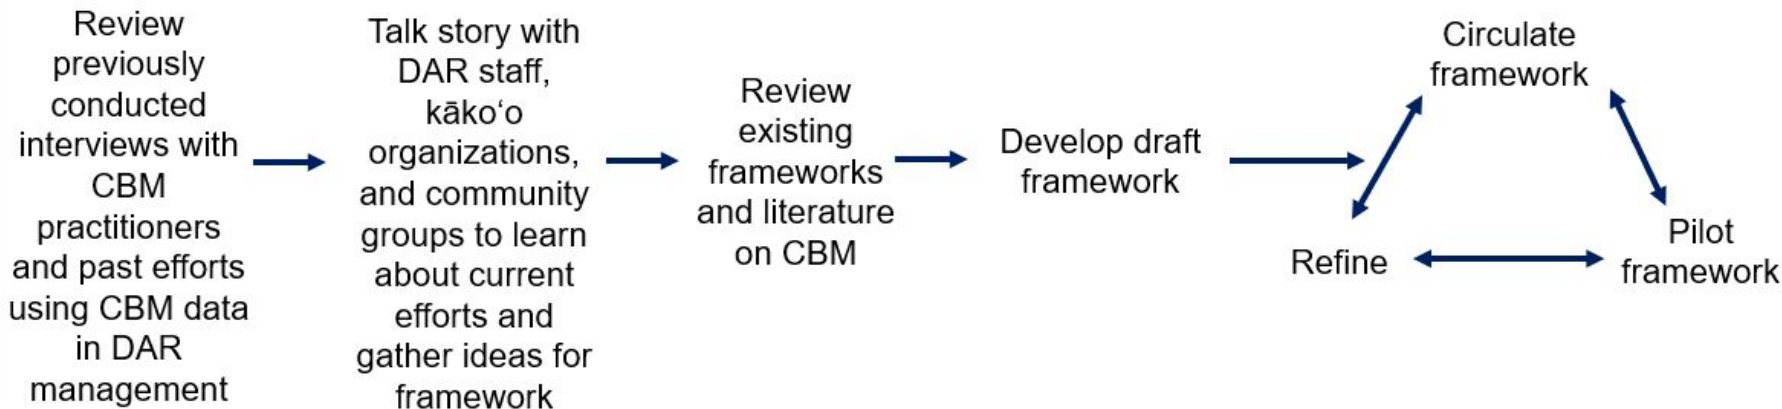 Review
previously
conducted
interviews with
CBM
practitioners
and past efforts
using CBM data
in DAR
management
Talk story with
DAR staff,
kākoʻo
organizations,
and community
groups to learn
about current
efforts and
gather ideas for
framework
Review
existing
frameworks
and literature
on CBM
Develop draft
framework
Circulate
framework
Refine
Pilot
framework